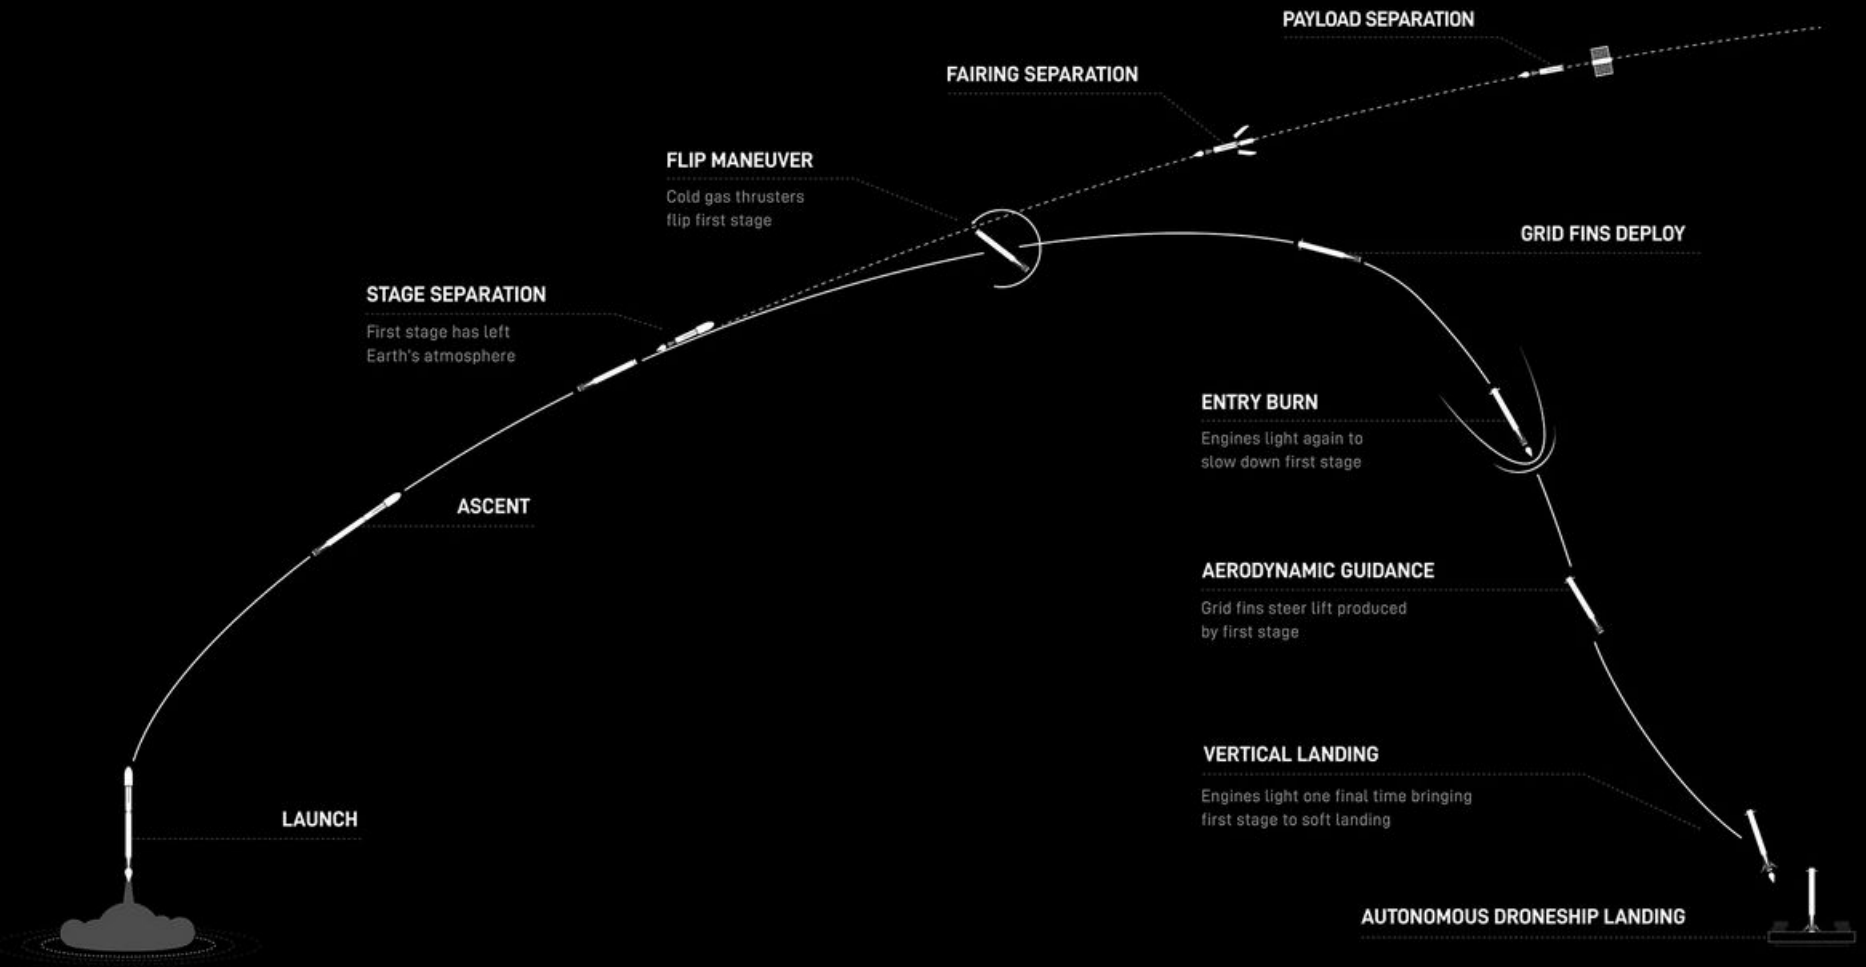 PAYLOAD SEPARATION
FAIRING SEPARATION
FLIP MANEUVER
Cold gas thrusters
flip first stage
GRID FINS DEPLOY
STAGE SEPARATION
First stage has left
Earth's atmosphere
ENTRY BURN
Engines light again to
slow down first stage
ASCENT
AERODYNAMIC GUIDANCE
Grid fins steer lift produced
by first stage
VERTICAL LANDING
Engines light one final time bringing
first stage to soft landing
LAUNCH
AUTONOMOUS DRONESHIP LANDING